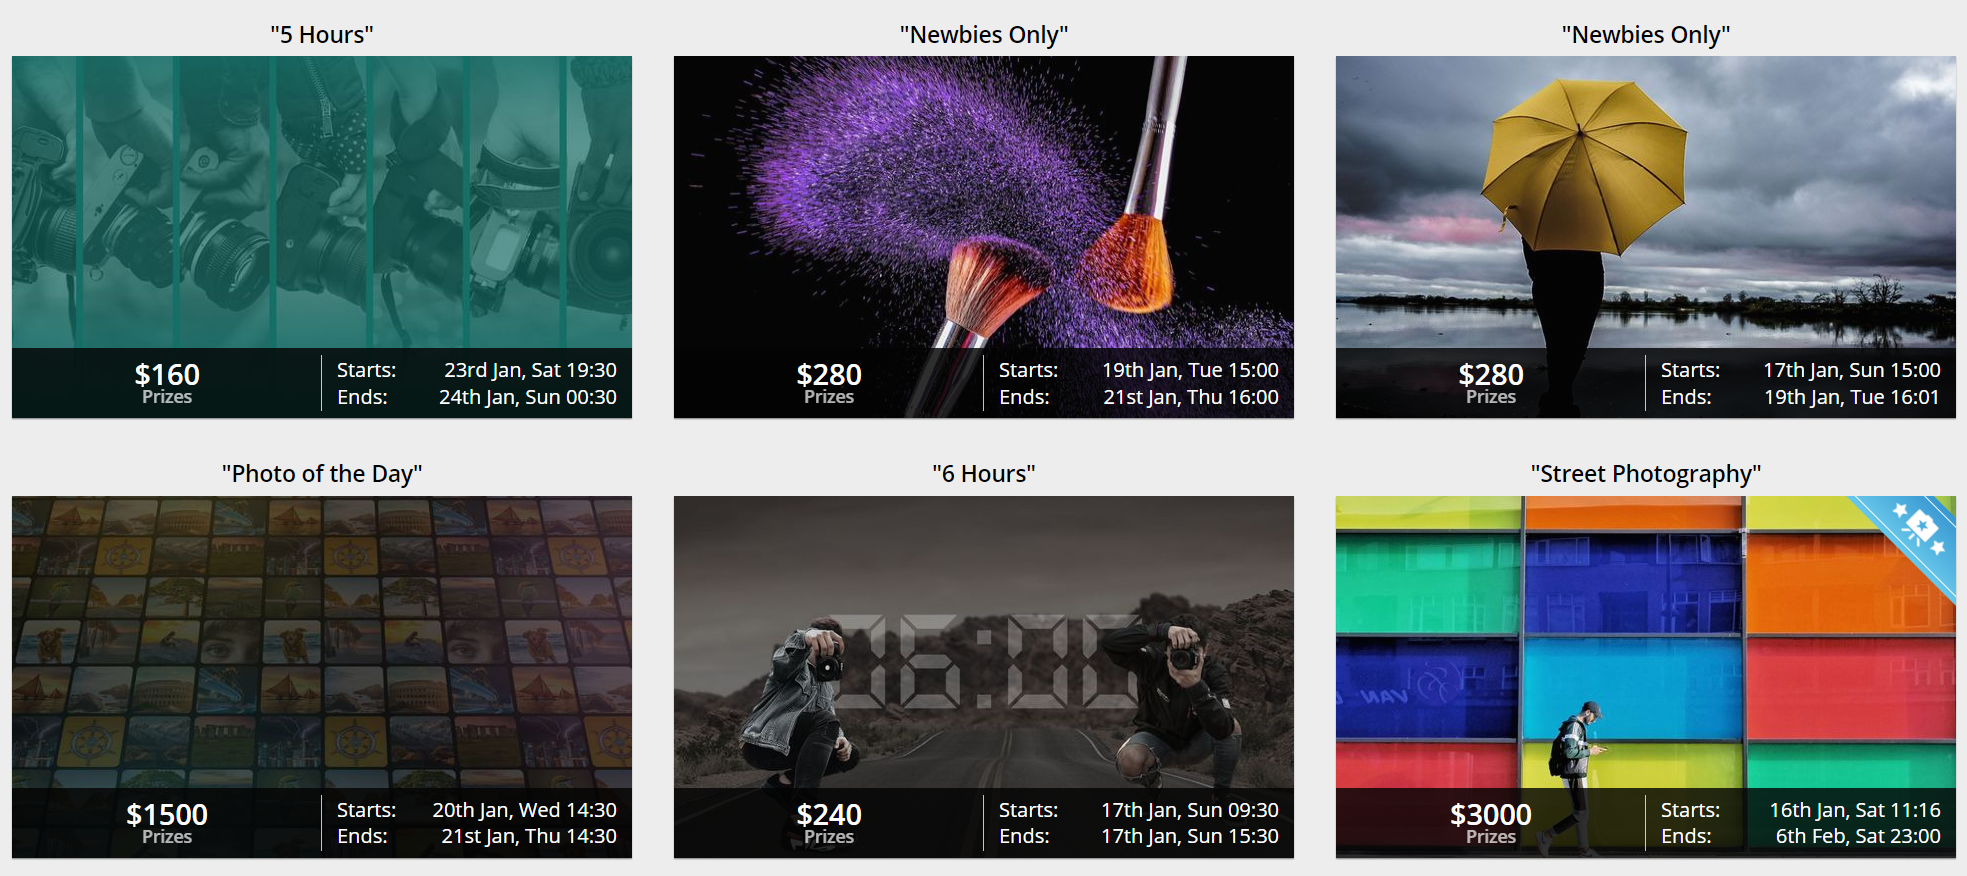 "5 Hours"
"Newbies Only"
"Newbies Only"
$160
Prizes
Starts: 23rd Jan, Sat 19:30
Ends: 24th Jan, Sun 00:30
$280
Prizes
Starts: 19th Jan, Tue 15:00
Ends: 21st Jan, Thu 16:00
$280
Prizes
Starts: 17th Jan, Sun 15:00
Ends: 19th Jan, Tue 16:01
"Photo of the Day"
"6 Hours"
"Street Photography"
06:00
VAN
$1500
Prizes
Starts: 20th Jan, Wed 14:30
Ends: 21st Jan, Thu 14:30
$240
Prizes
Starts: 17th Jan, Sun 09:30
Ends: 17th Jan, Sun 15:30
$3000
Prizes
Starts: 16th Jan, Sat 11:16
Ends: 6th Feb, Sat 23:00